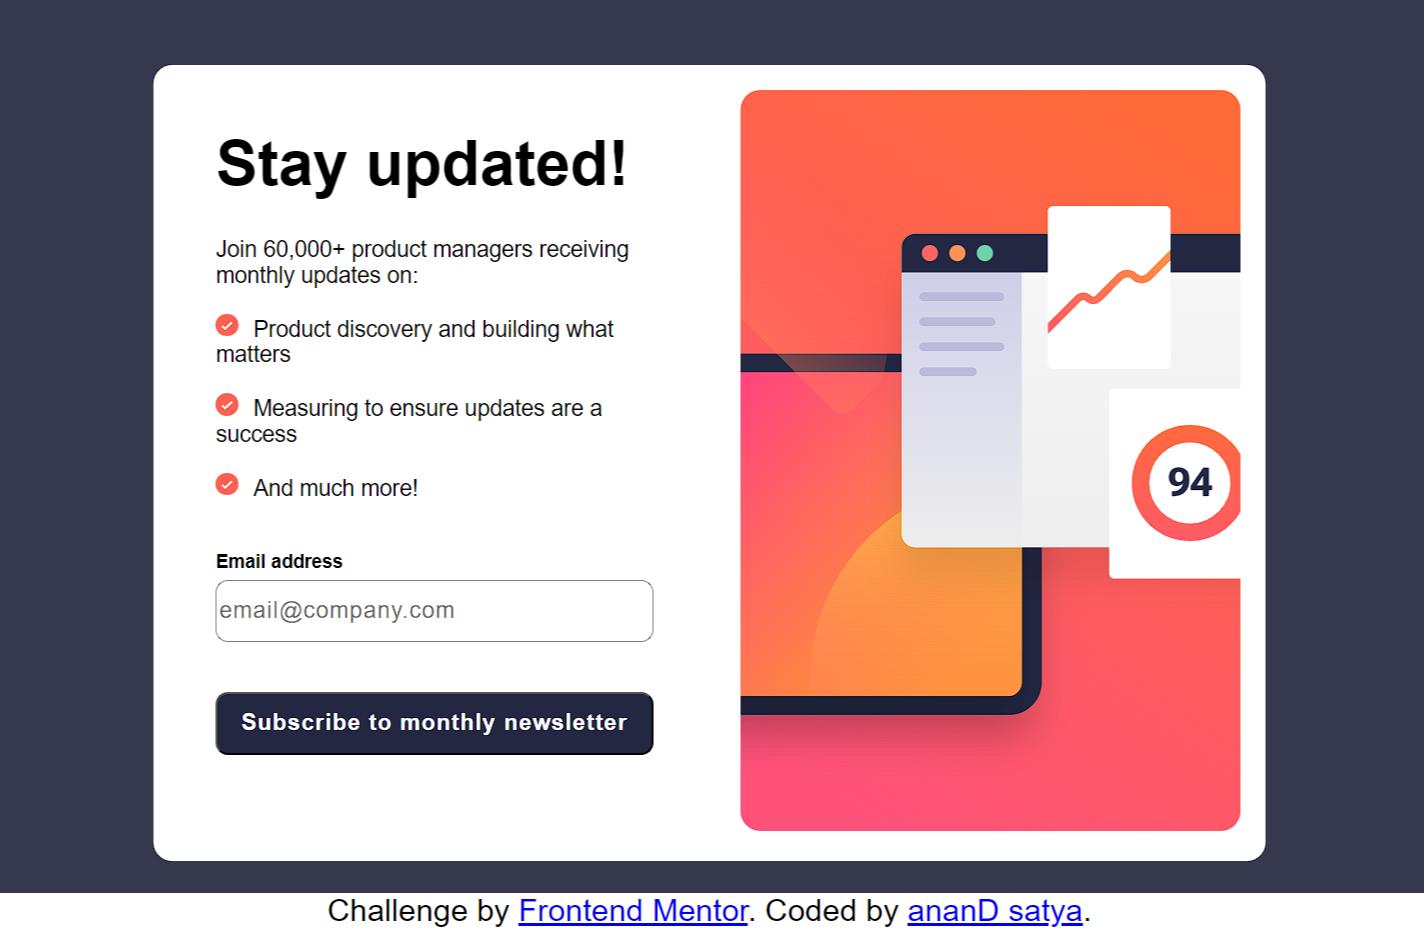 Stay updated!
Join 60,000+ product managers receiving
monthly updates on:
Product discovery and building what
matters
Measuring to ensure updates are a
success
And much more!
Email address
email@company.com
Subscribe to monthly newsletter
94
Challenge by Frontend Mentor. Coded by ananD satya.